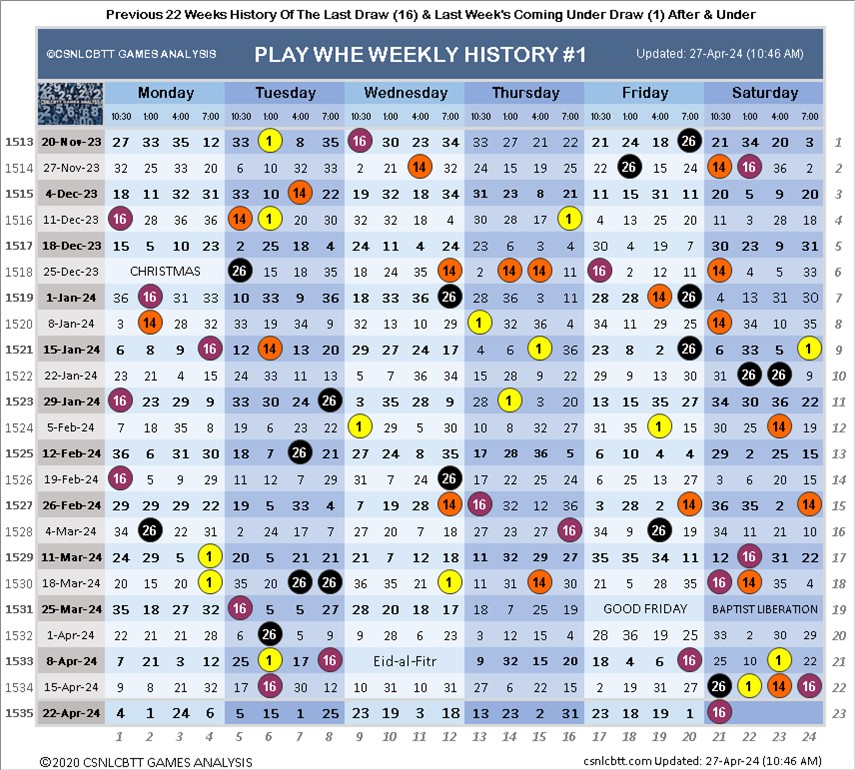 Previous 22 Weeks History Of The Last Draw (16) & Last Week's Coming Under Draw (1) After & Under
©CSNLCBTT GAMES ANALYSIS PLAY WHE WEEKLY HISTORY #1 Updated: 27-Apr-24 (10:46 AM)
CSNLCBTT GAMES ANALYSIS Monday Tuesday Wednesday Thursday Friday Saturday
10:30 1:00 4:00 7:00 10:30 1:00 4:00 7:00 10:30 1:00 4:00 7:00 10:30 1:00 4:00 7:00 10:30 1:00 4:00 7:00 10:30 1:00 4:00 7:00
1513 20-Nov-23 27 33 35 12 33 1 8 35 16 30 23 34 33 27 21 22 21 24 18 26 21 34 20 3 1
1514 27-Nov-23 32 25 33 20 6 10 32 33 2 21 14 32 24 15 19 25 22 26 15 24 14 16 36 2 2
1515 4-Dec-23 18 11 32 31 33 10 14 22 19 32 18 34 31 23 8 21 11 15 31 11 20 5 9 20 3
1516 11-Dec-23 16 28 36 36 14 1 20 30 32 32 18 4 30 28 17 1 4 13 25 20 11 3 28 18 4
1517 18-Dec-23 15 5 10 23 2 25 18 4 24 11 4 24 23 6 3 4 30 4 19 7 30 23 9 31 5
1518 25-Dec-23 CHRISTMAS 26 15 18 35 18 24 35 14 2 14 14 11 16 2 12 11 14 4 5 33 6
1519 1-Jan-24 36 16 31 33 10 33 9 36 18 33 36 26 28 36 3 11 28 28 14 26 4 13 31 30 7
1520 8-Jan-24 3 14 28 32 33 19 34 9 32 13 10 29 1 32 36 4 34 11 29 25 14 34 10 35 8
1521 15-Jan-24 6 8 9 16 12 14 13 20 29 27 24 17 4 6 1 36 23 8 2 26 6 33 5 1 9
1522 22-Jan-24 23 21 4 15 24 33 11 13 5 7 36 34 15 28 9 22 29 9 13 30 31 26 26 9 10
1523 29-Jan-24 16 23 29 9 33 30 24 26 3 35 28 9 28 1 3 20 13 15 35 27 34 30 36 22 11
1524 5-Feb-24 7 18 35 8 19 6 23 22 1 29 5 30 10 8 32 27 31 35 1 15 30 25 14 19 12
1525 12-Feb-24 36 6 31 30 18 7 26 21 27 24 8 35 17 28 36 5 6 10 4 4 29 2 25 15 13
1526 19-Feb-24 16 5 9 29 11 12 7 29 31 7 12 26 17 22 25 24 6 25 13 7 3 6 20 15 14
1527 26-Feb-24 29 29 29 22 19 5 33 4 7 19 28 14 16 32 12 36 3 28 2 14 36 35 2 14 15
1528 4-Mar-24 34 26 22 31 2 24 17 7 27 20 7 18 27 23 27 16 34 9 26 19 34 11 21 10 16
1529 11-Mar-24 24 29 5 1 20 5 21 21 21 7 12 18 11 32 29 27 35 35 34 11 12 16 31 22 17
1530 18-Mar-24 20 15 20 1 35 20 26 26 36 35 21 1 11 31 14 30 21 5 28 35 16 14 35 4 18
1531 25-Mar-24 35 18 27 32 16 5 5 27 28 20 18 17 18 7 25 19 GOOD FRIDAY BAPTIST LIBERATION 19
1532 1-Apr-24 22 21 21 28 6 26 5 9 9 28 6 23 3 12 15 4 28 36 19 25 33 2 30 29 20
1533 8-Apr-24 7 21 3 12 25 1 17 16 Eid-al-Fitr 9 32 15 20 18 4 6 16 25 10 1 22 21
1534 15-Apr-24 9 8 21 32 17 16 30 12 10 31 10 31 27 6 22 15 2 19 31 27 26 1 14 16 22
1535 22-Apr-24 4 1 24 6 5 15 1 25 23 19 3 18 13 23 2 31 23 18 19 1 16 23
1 2 3 4 5 6 7 8 9 10 11 12 13 14 15 16 17 18 19 20 21 22 23 24
©2020 CSNLCBTT GAMES ANALYSIS csnlcbtt.com Updated: 27-Apr-24 (10:46 AM)